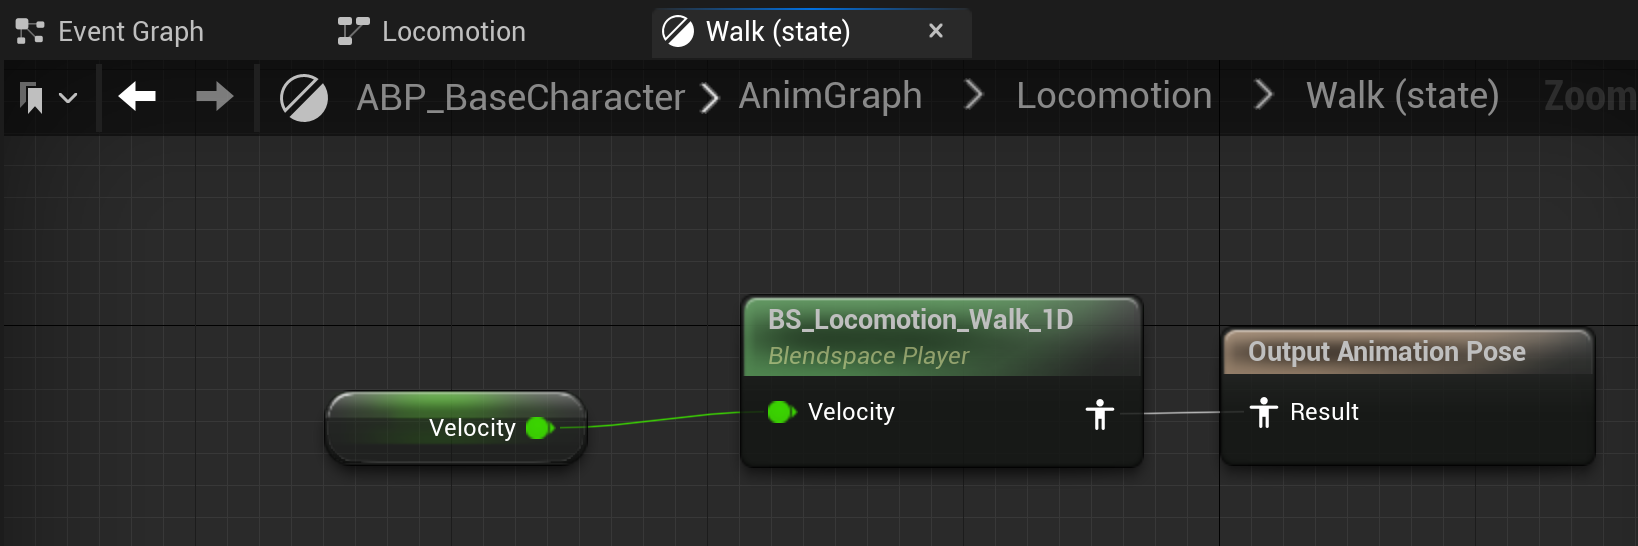 Event Graph
Locomotion
Walk (state)
ABP_BaseCharacter
AnimGraph
Locomotion
Walk (state)
Zoom
BS_Locomotion_Walk_1D
Blendspace Player
Output Animation Pose
Velocity
Velocity
Result